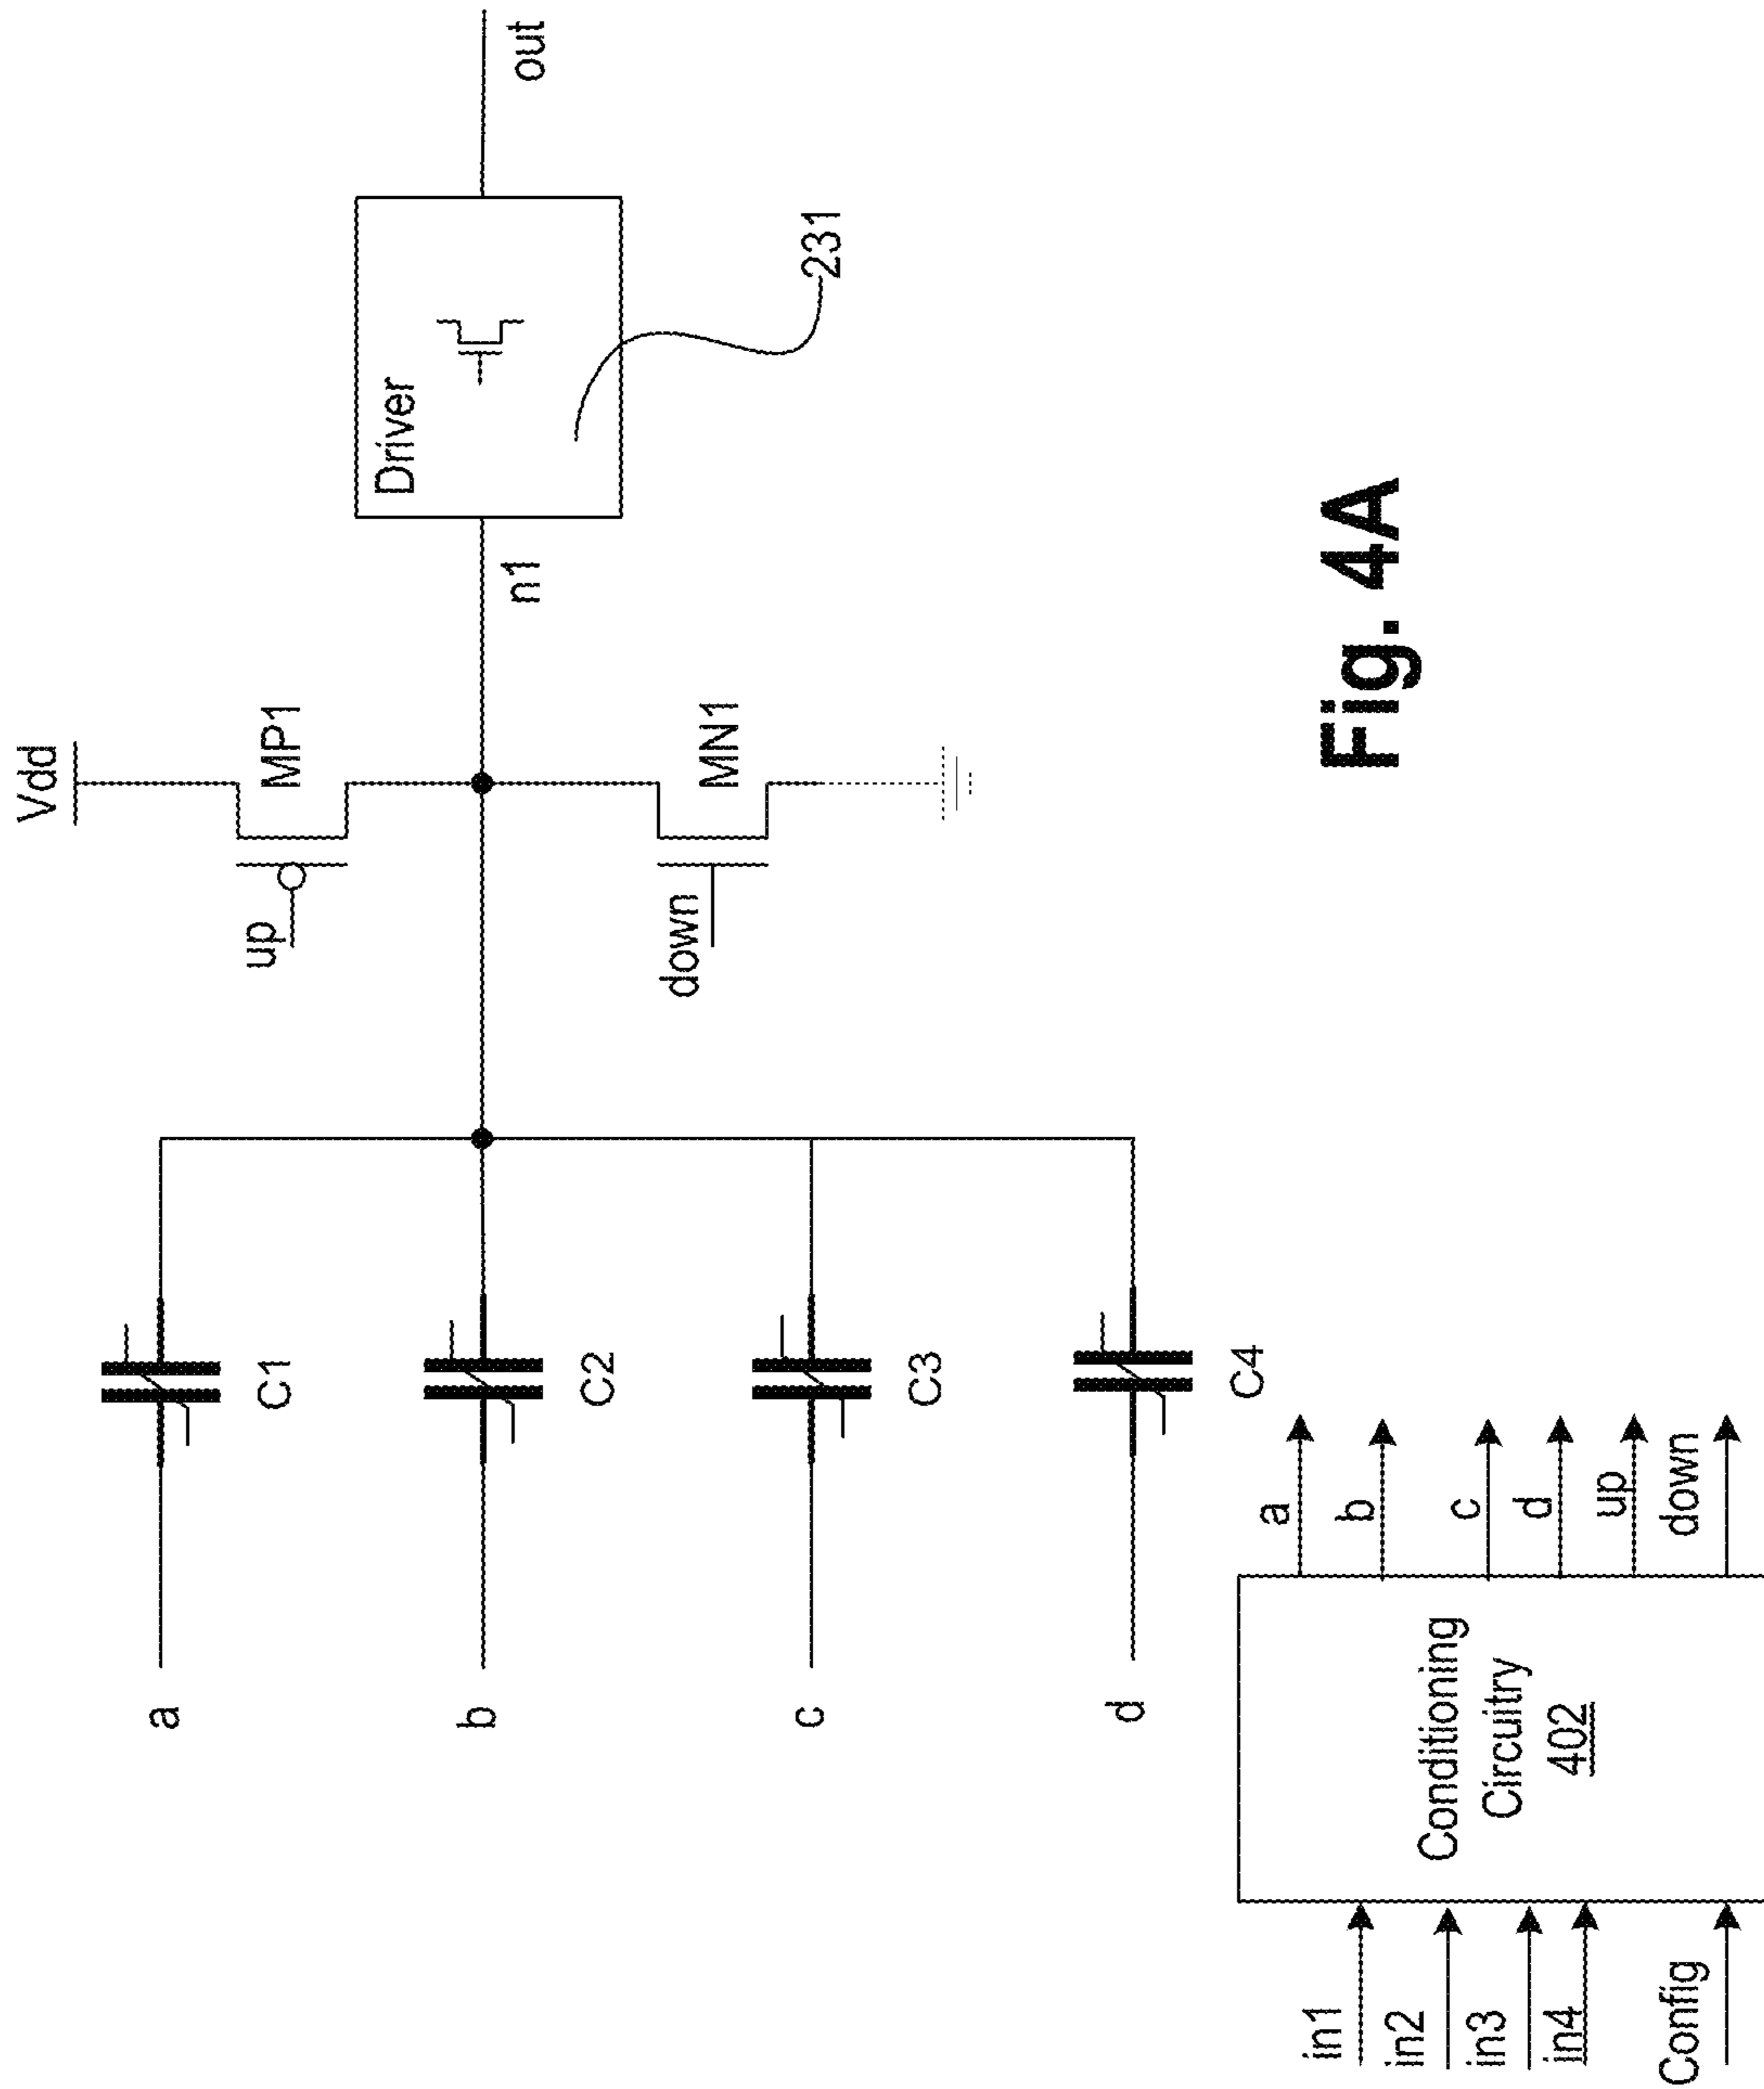 Vdd
up
MP1
a
C1
Driver
out
b
C2
n1
231
down
MN1
c
C3
d
C4
in1
in2
in3
in4
Config
Conditioning
Circuitry
402
a
b
c
d
up
down
Fig. 4A